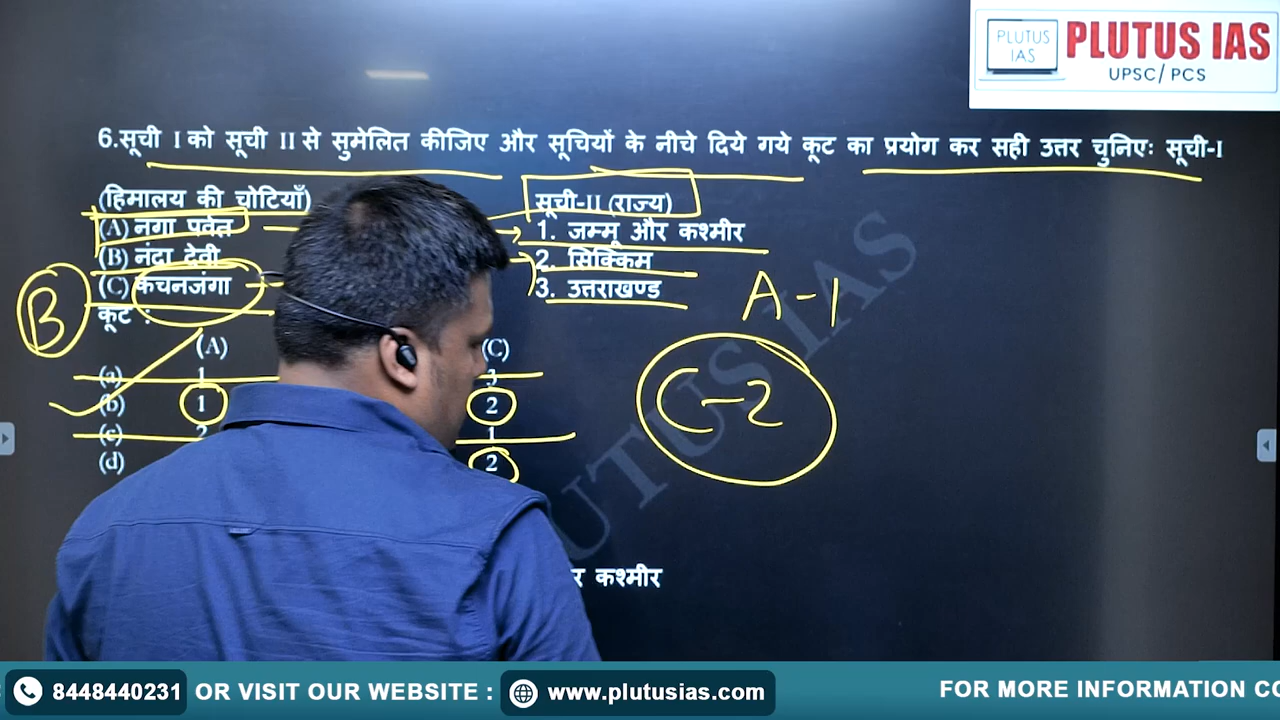 PLUTUS IAS
PLUTUS IAS
UPSC/ PCS
6.सूची I को सूची II से सुमेलित कीजिए और सूचियों के नीचे दिये गये कूट का प्रयोग कर सही उत्तर चुनिएः सूची-I
(हिमालय की चोटियाँ) सूची-II (राज्य)
(A) नंगा पर्वत 1. जम्मू और कश्मीर
(B) नंदा देवी 2. सिक्किम
(C) कंचनजंगा 3. उत्तराखण्ड
कूट :
B
A-1
C-2
(A) (C)
(a) 1 3
(b) 1 2
(c) 2 1
(d) 2
र कश्मीर
8448440231 OR VISIT OUR WEBSITE : www.plutusias.com FOR MORE INFORMATION